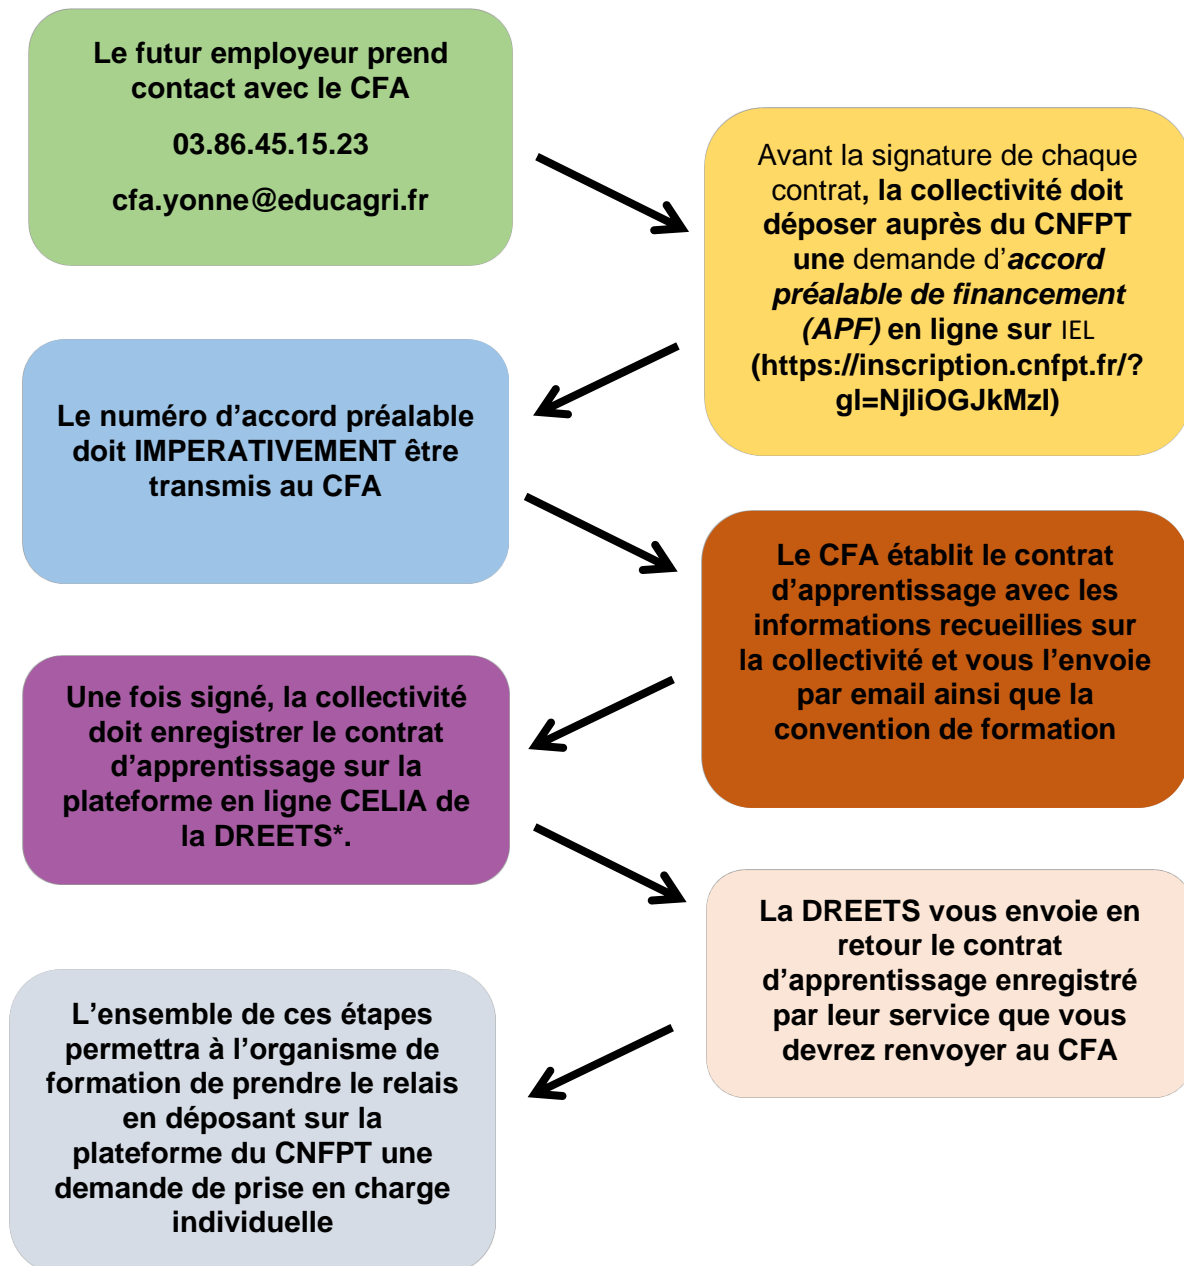 Le futur employeur prend
contact avec le CFA
03.86.45.15.23
cfa.yonne@educagri.fr
Avant la signature de chaque
contrat, la collectivité doit
déposer auprès du CNFPT
une demande d’accord
préalable de financement
(APF) en ligne sur IEL
(https://inscription.cnfpt.fr/?
gl=NjliOGJkMzI)
Le numéro d’accord préalable
doit IMPERATIVEMENT être
transmis au CFA
Le CFA établit le contrat
d’apprentissage avec les
informations recueillies sur
la collectivité et vous l’envoie
par email ainsi que la
convention de formation
Une fois signé, la collectivité
doit enregistrer le contrat
d’apprentissage sur la
plateforme en ligne CELIA de
la DREETS*.
La DREETS vous envoie en
retour le contrat
d’apprentissage enregistré
par leur service que vous
devrez renvoyer au CFA
L’ensemble de ces étapes
permettra à l’organisme de
formation de prendre le relais
en déposant sur la
plateforme du CNFPT une
demande de prise en charge
individuelle